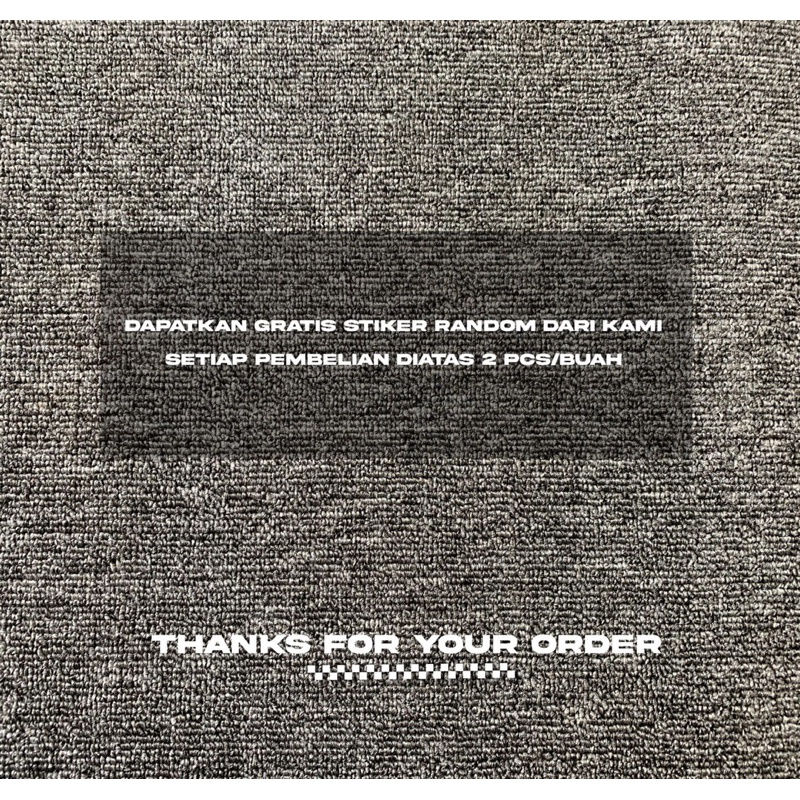 DAPATKAN GRATIS STIKER RANDOM DARI KAMI
SETIAP PEMBELIAN DIATAS 2 PCS/BUAH
THANKS FOR YOUR ORDER